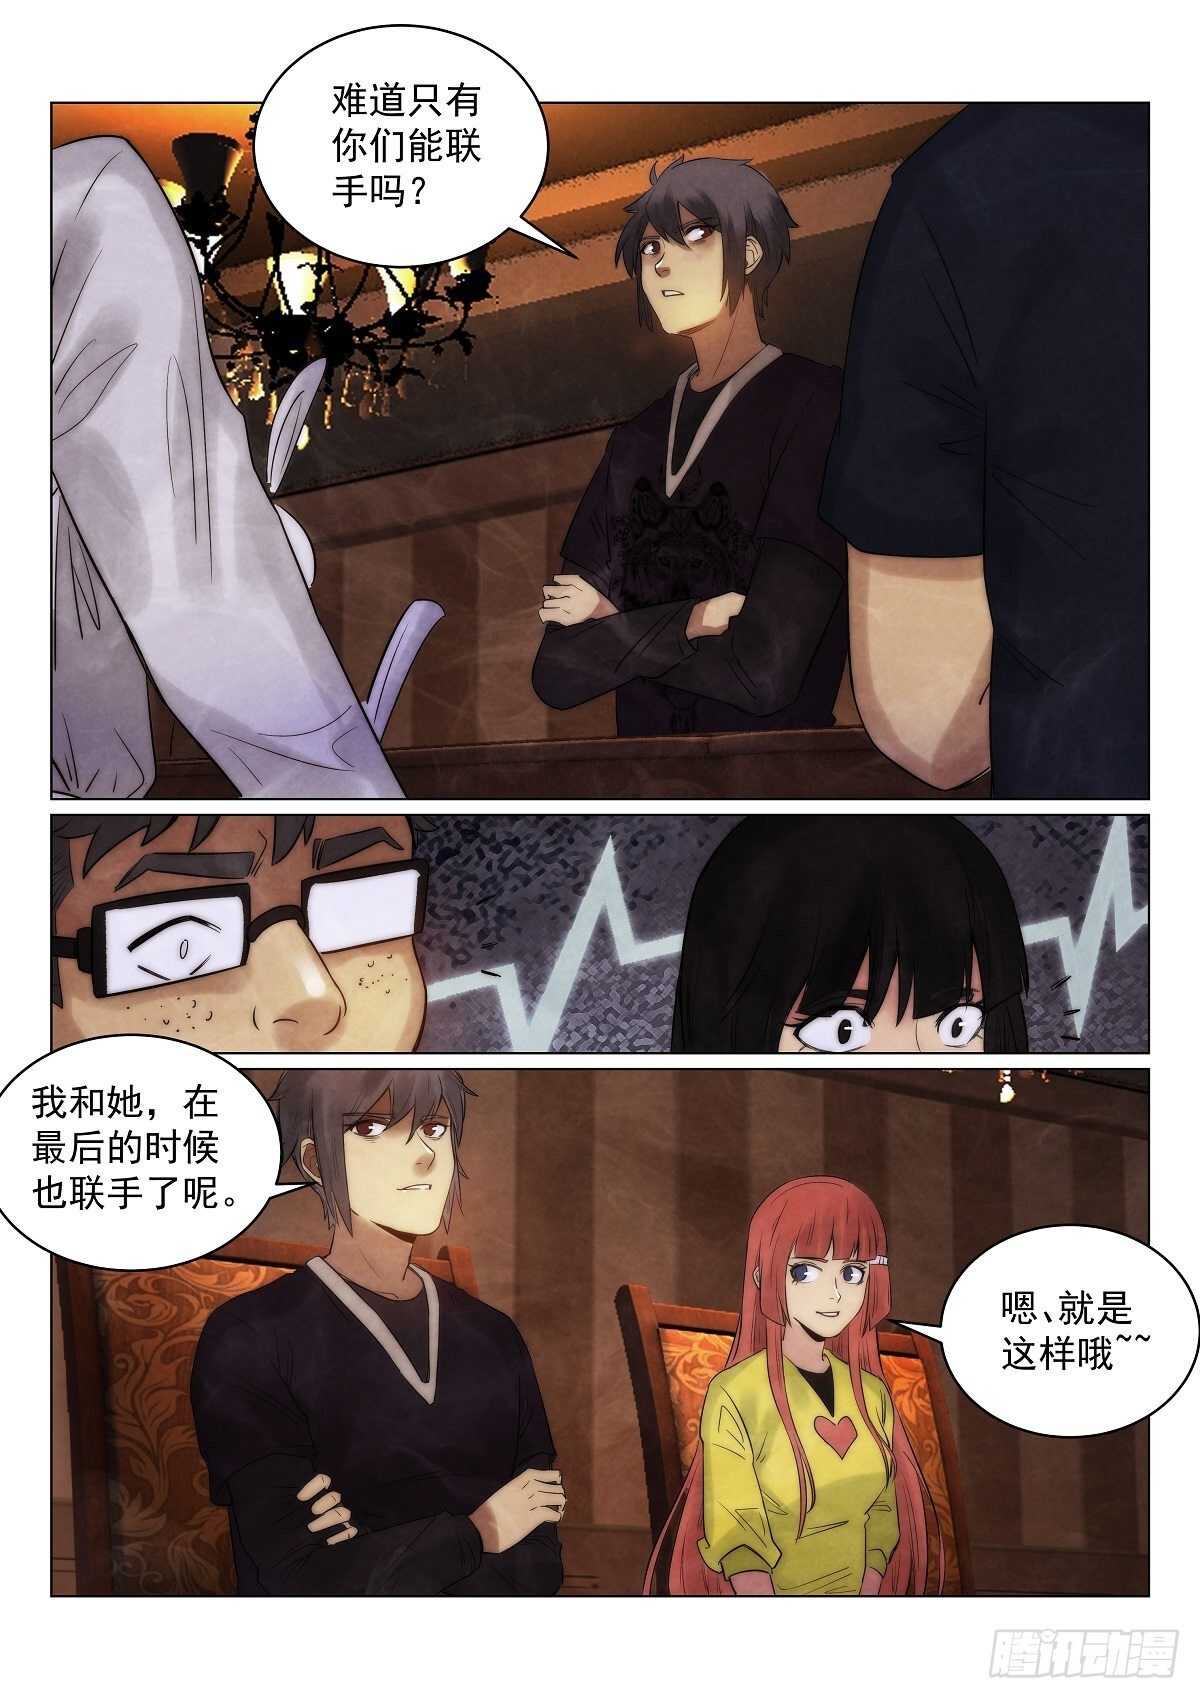 难道只有
你们能联
手吗？
我和她，在
最后的时候
也联手了呢。
嗯、就是
这样哦~~
腾讯动漫